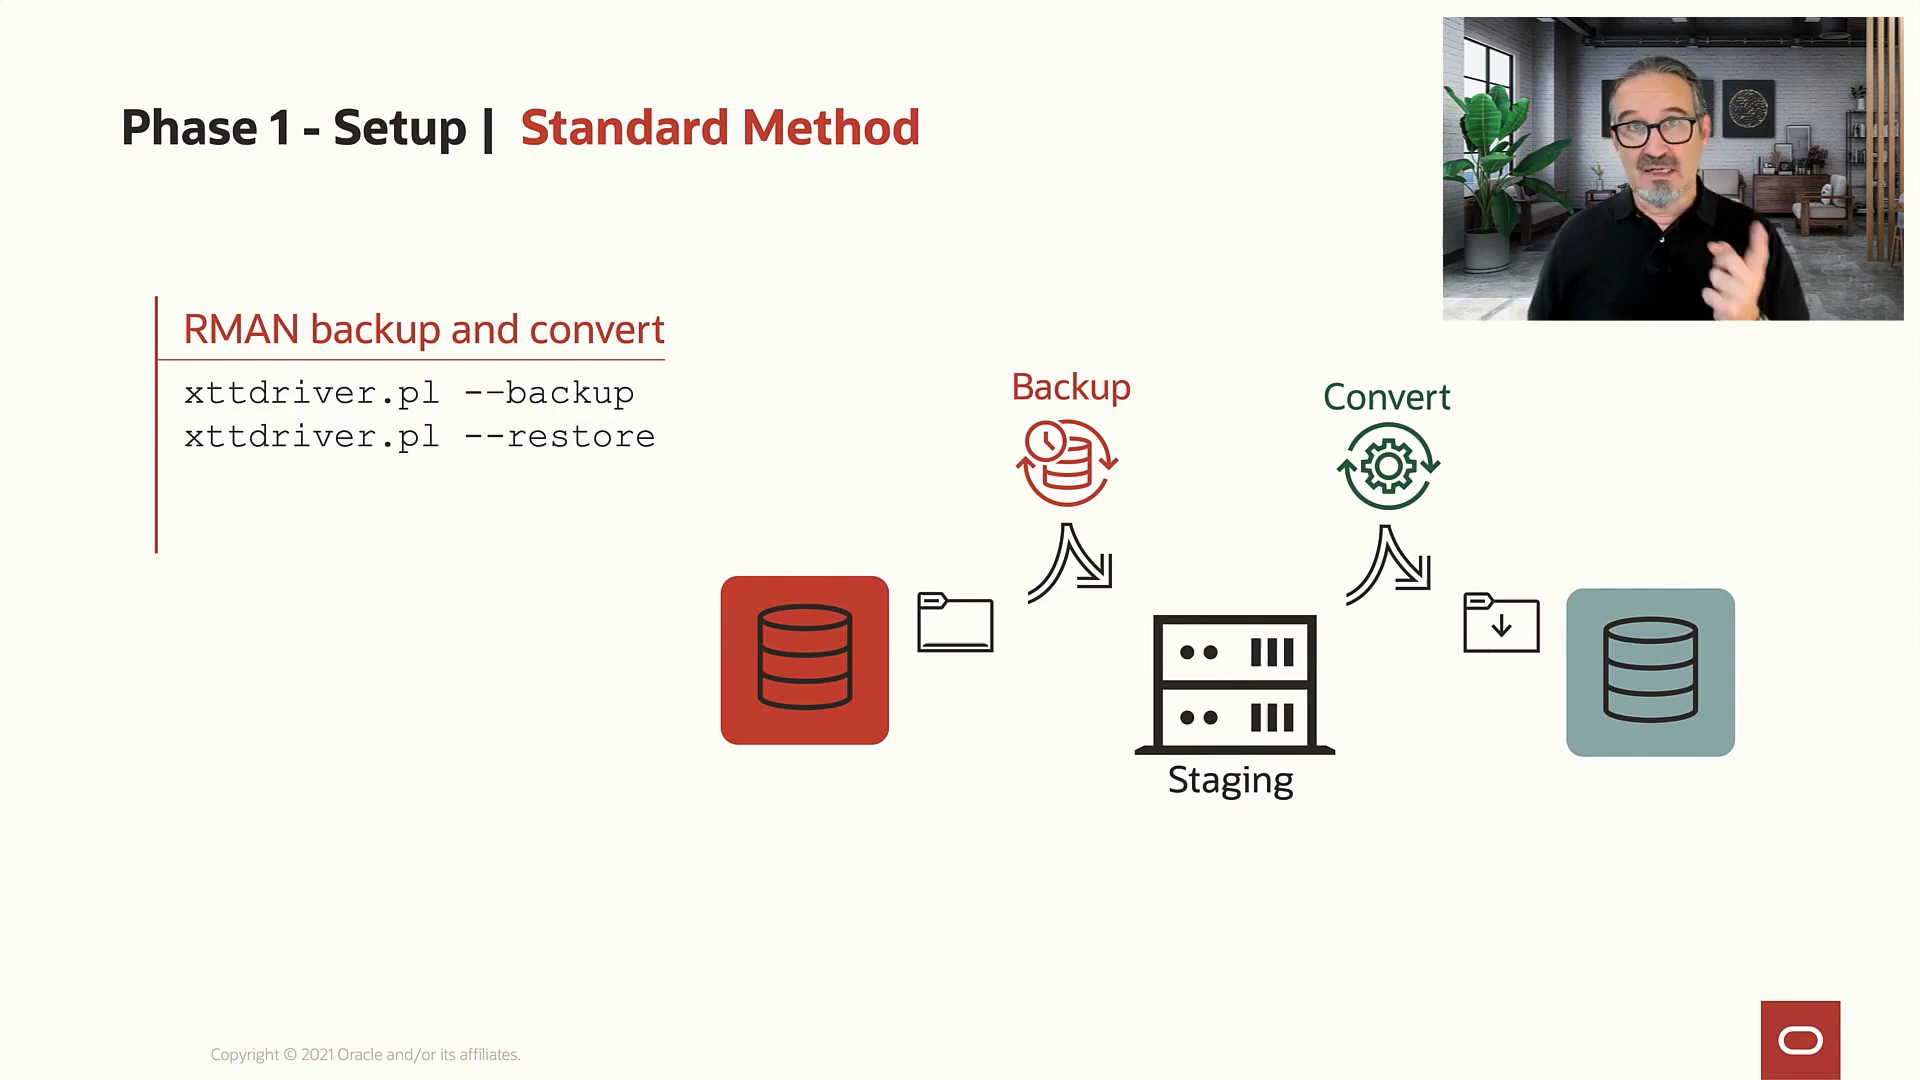 Phase 1 - Setup | Standard Method
RMAN backup and convert
xttdriver.pl --backup
xttdriver.pl --restore
Backup
Convert
Staging
Copyright © 2021 Oracle and/or its affiliates.